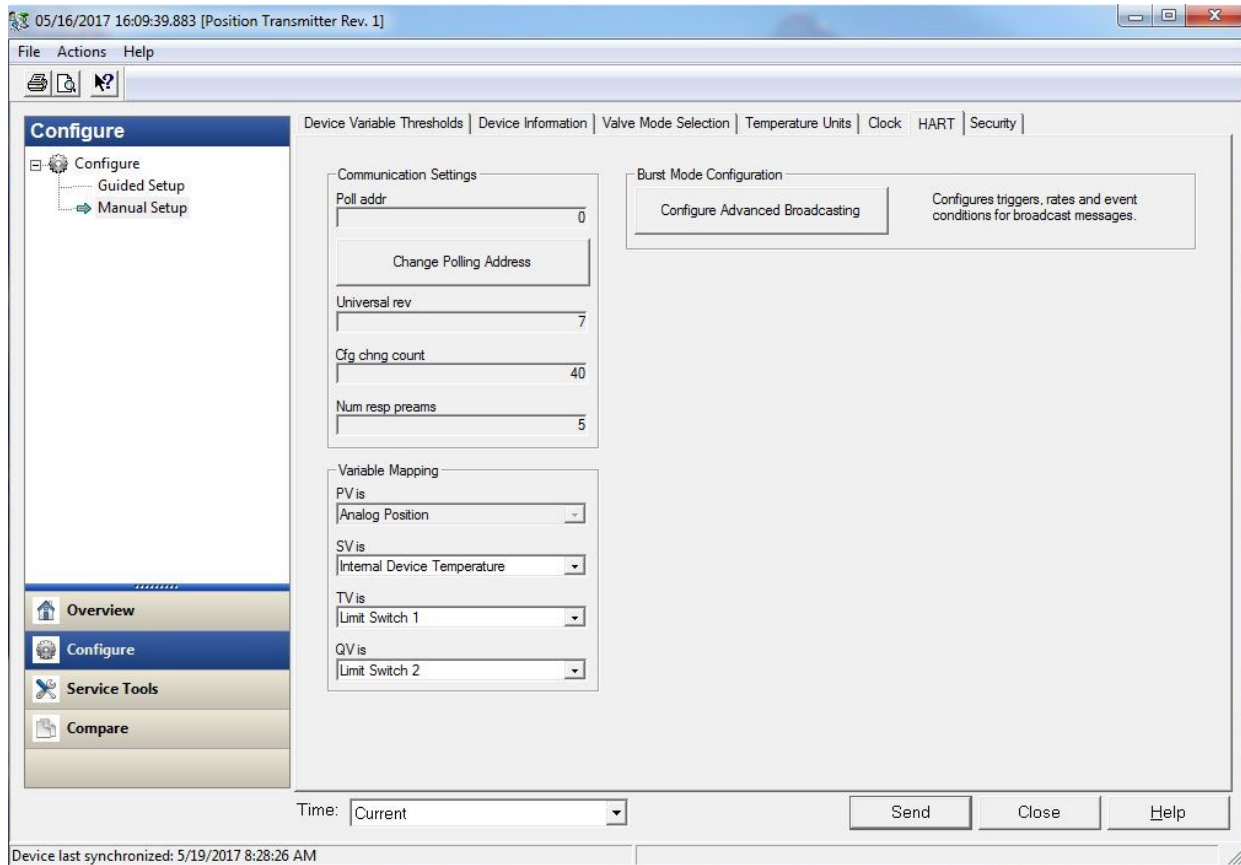 05/16/2017 16:09:39.883 [Position Transmitter Rev. 1]
File Actions Help
Configure
Configure
Guided Setup
Manual Setup
Overview
Configure
Service Tools
Compare
Device Variable Thresholds Device Information Valve Mode Selection Temperature Units Clock HART Security
Communication Settings
Poll addr
0
Change Polling Address
Universal rev
7
Cfg chng count
40
Num resp preams
5
Variable Mapping
PV is
Analog Position
SV is
Internal Device Temperature
TV is
Limit Switch 1
QV is
Limit Switch 2
Burst Mode Configuration
Configure Advanced Broadcasting
Configures triggers, rates and event
conditions for broadcast messages.
Time: Current
Send Close Help
Device last synchronized: 5/19/2017 8:28:26 AM